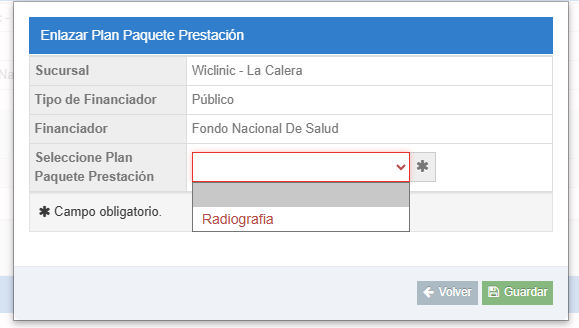 Enlazar Plan Paquete Prestación
Sucursal Wiclinic - La Calera
Tipo de Financiador Público
Financiador Fondo Nacional De Salud
Seleccione Plan
Paquete Prestación
✱
✱ Campo obligatorio.
Radiografia
Volver Guardar